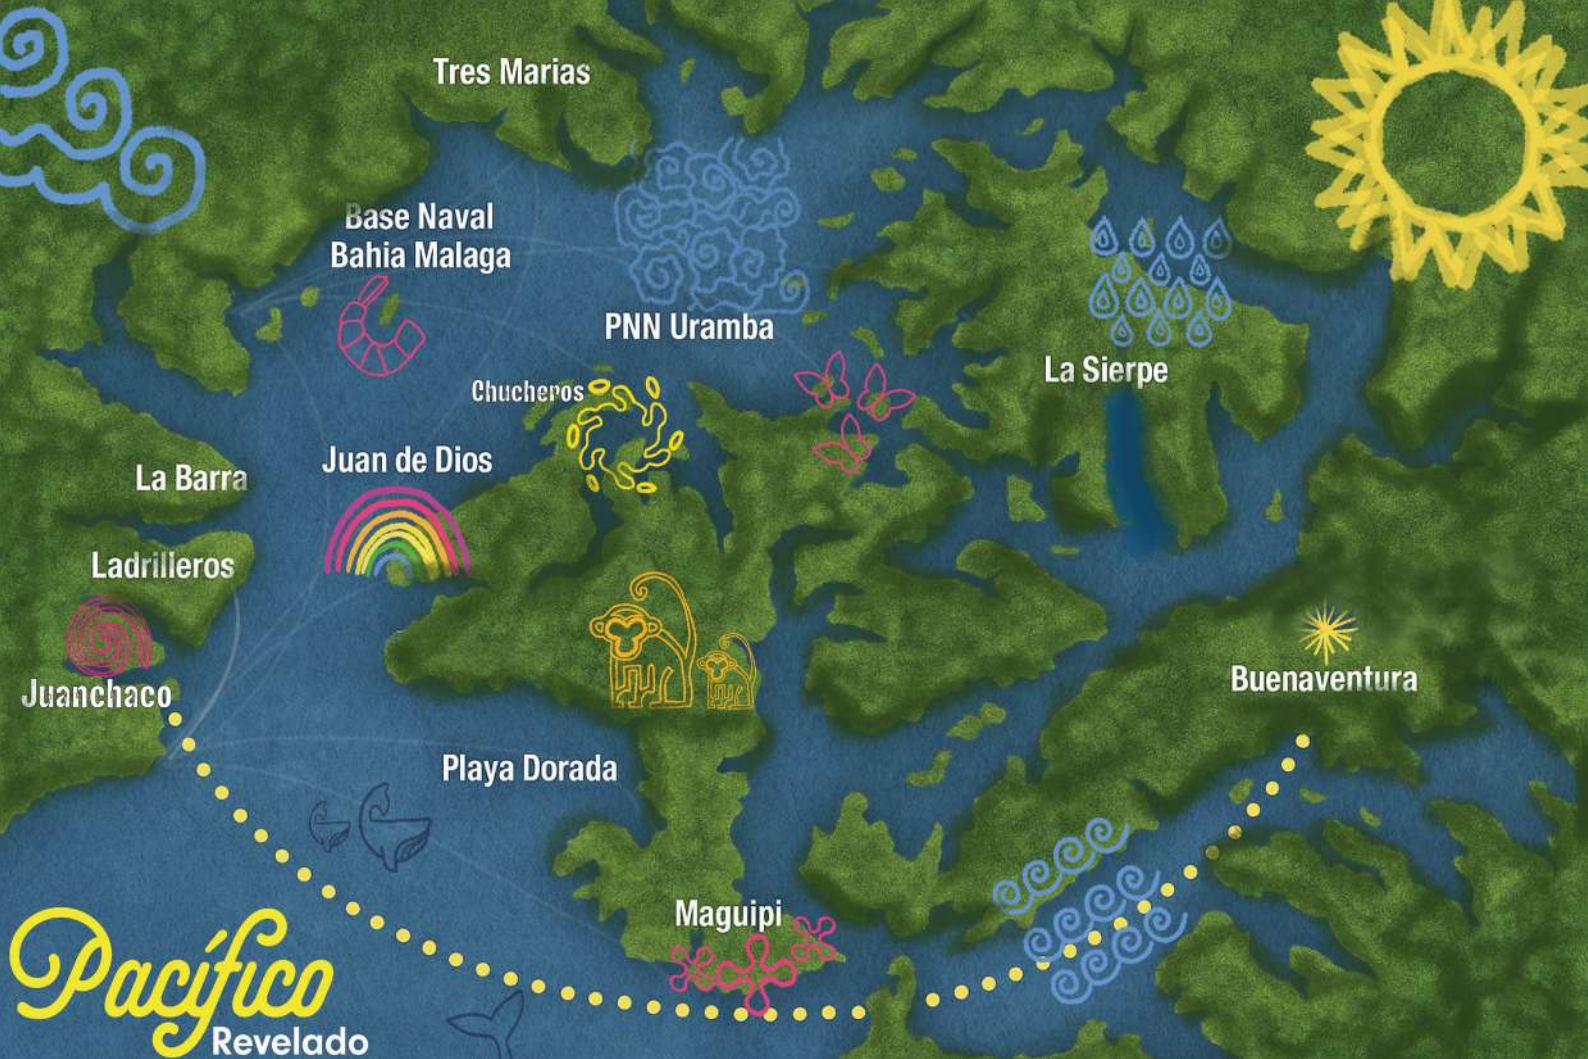 Tres Marias
Base Naval
Bahia Malaga
PNN Uramba
Chucheros
La Sierpe
Juan de Dios
La Barra
Ladrilleros
Juanchaco
Buenaventura
Playa Dorada
Maguipi
Pacífico
Revelado